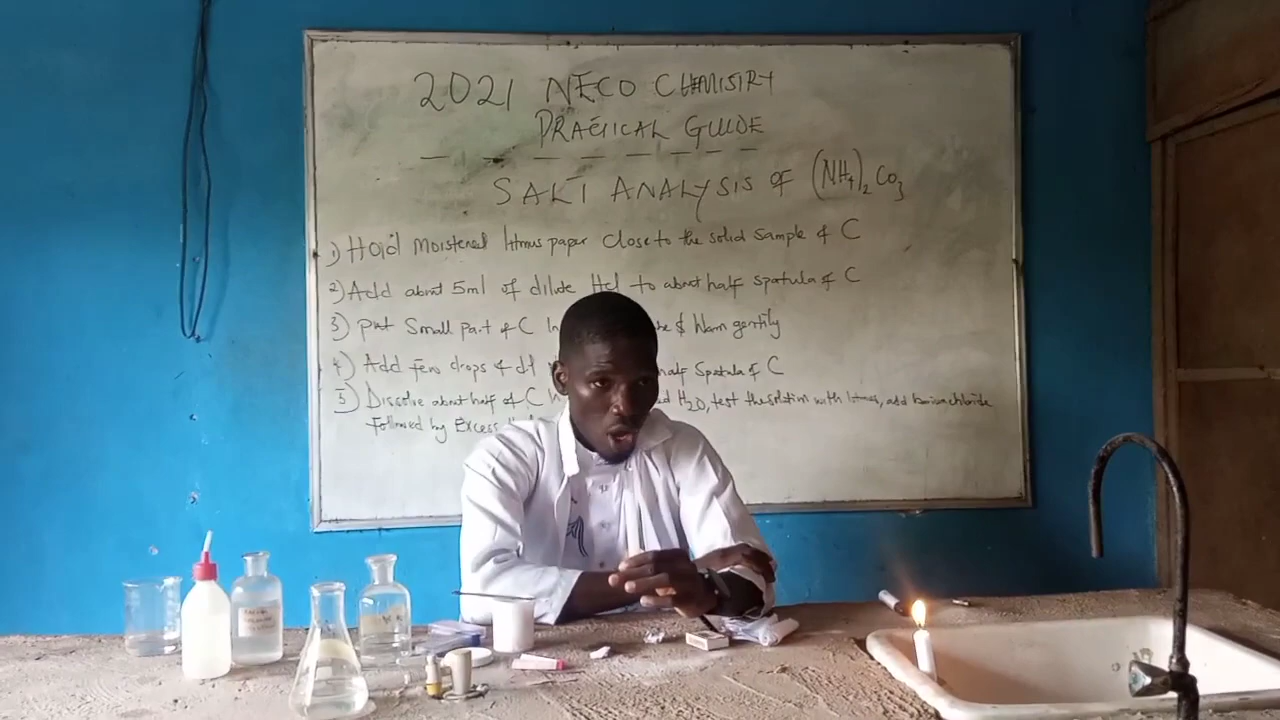 2021 NECO CHEMISTRY
PRACTICAL GUIDE
SALT ANALYSIS OF (NH4)2 CO3
1) Hold moistened litmus paper close to the solid sample of C
2) Add about 5ml of dilute Hcl to about half spatula of C
3) Put Small part of C In & Warm gently
4) Add few drops of dil half Spatula of C
5) Dissolve about half of C H2O, test the solution with litmus, add barium chloride
followed by Excess